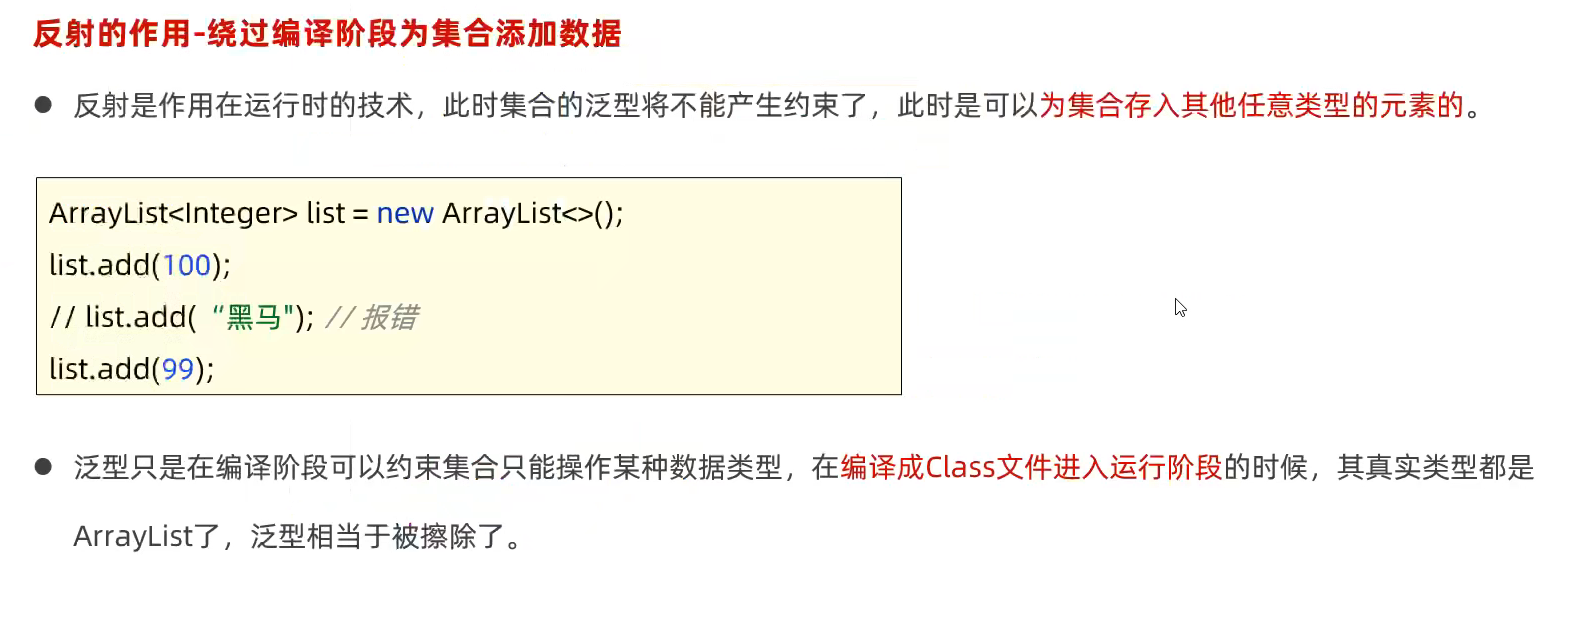 反射的作用-绕过编译阶段为集合添加数据
● 反射是作用在运行时的技术，此时集合的泛型将不能产生约束了，此时是可以为集合存入其他任意类型的元素的。
ArrayList<Integer> list = new ArrayList<>();
list.add(100);
// list.add( “黑马"); // 报错
list.add(99);
● 泛型只是在编译阶段可以约束集合只能操作某种数据类型，在编译成Class文件进入运行阶段的时候，其真实类型都是
ArrayList了，泛型相当于被擦除了。